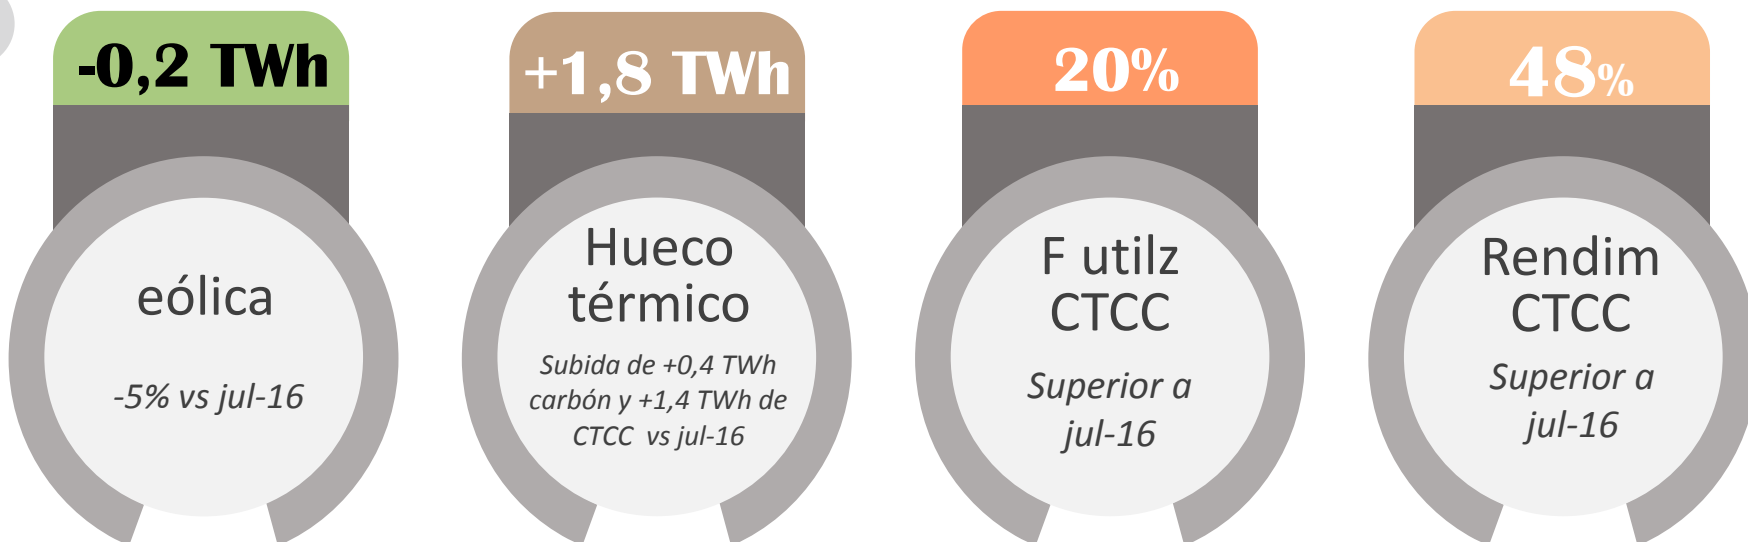 -0,2 TWh
eólica
-5% vs jul-16
+1,8 TWh
Hueco
térmico
Subida de +0,4 TWh
carbón y +1,4 TWh de
CTCC vs jul-16
20%
F utilz
CTCC
Superior a
jul-16
48%
Rendim
CTCC
Superior a
jul-16